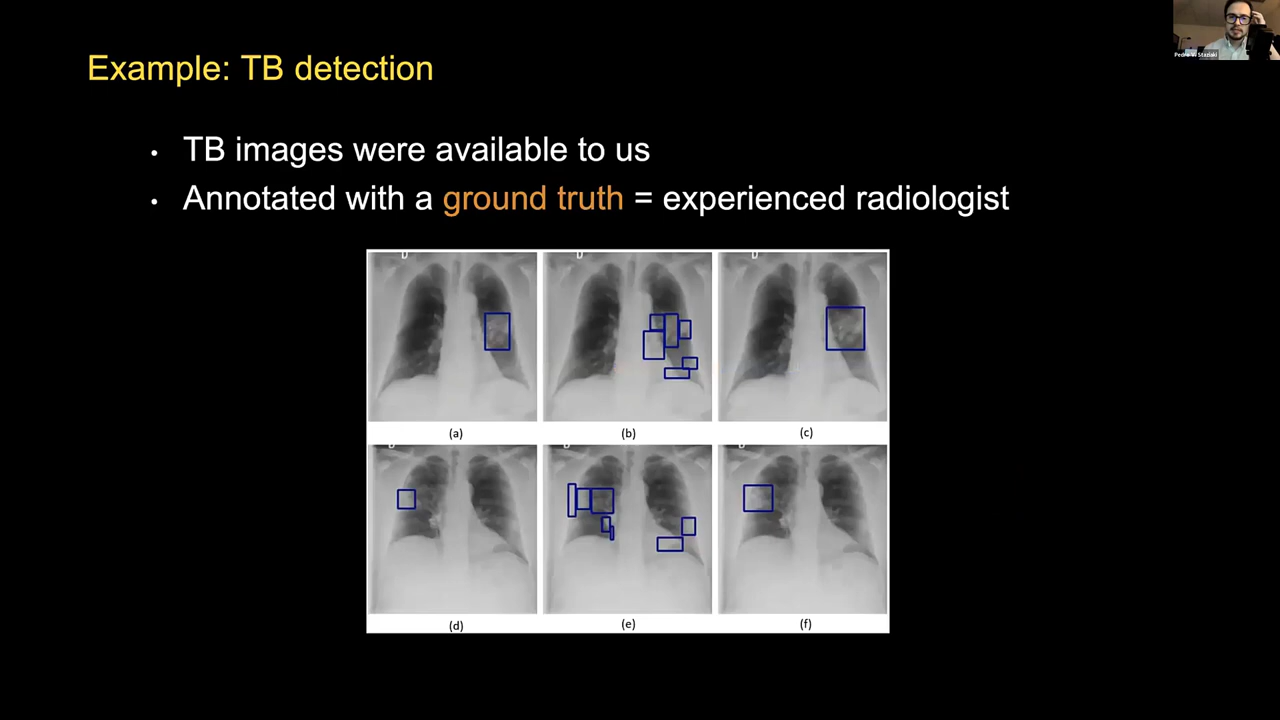 Example: TB detection
• TB images were available to us
• Annotated with a ground truth = experienced radiologist
D D D
(a) (b) (c)
D D D
(d) (e) (f)